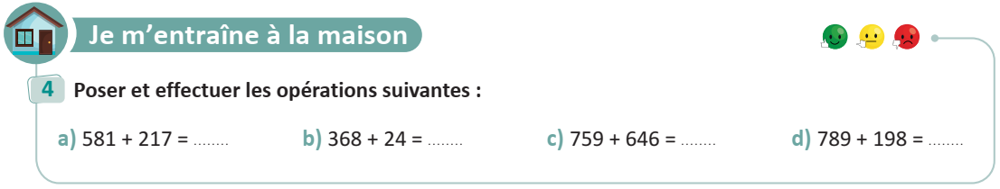 Je m'entraîne à la maison
4 Poser et effectuer les opérations suivantes :
a) 581 + 217 = ........ b) 368 + 24 = ........ c) 759 + 646 = ........ d) 789 + 198 = ........